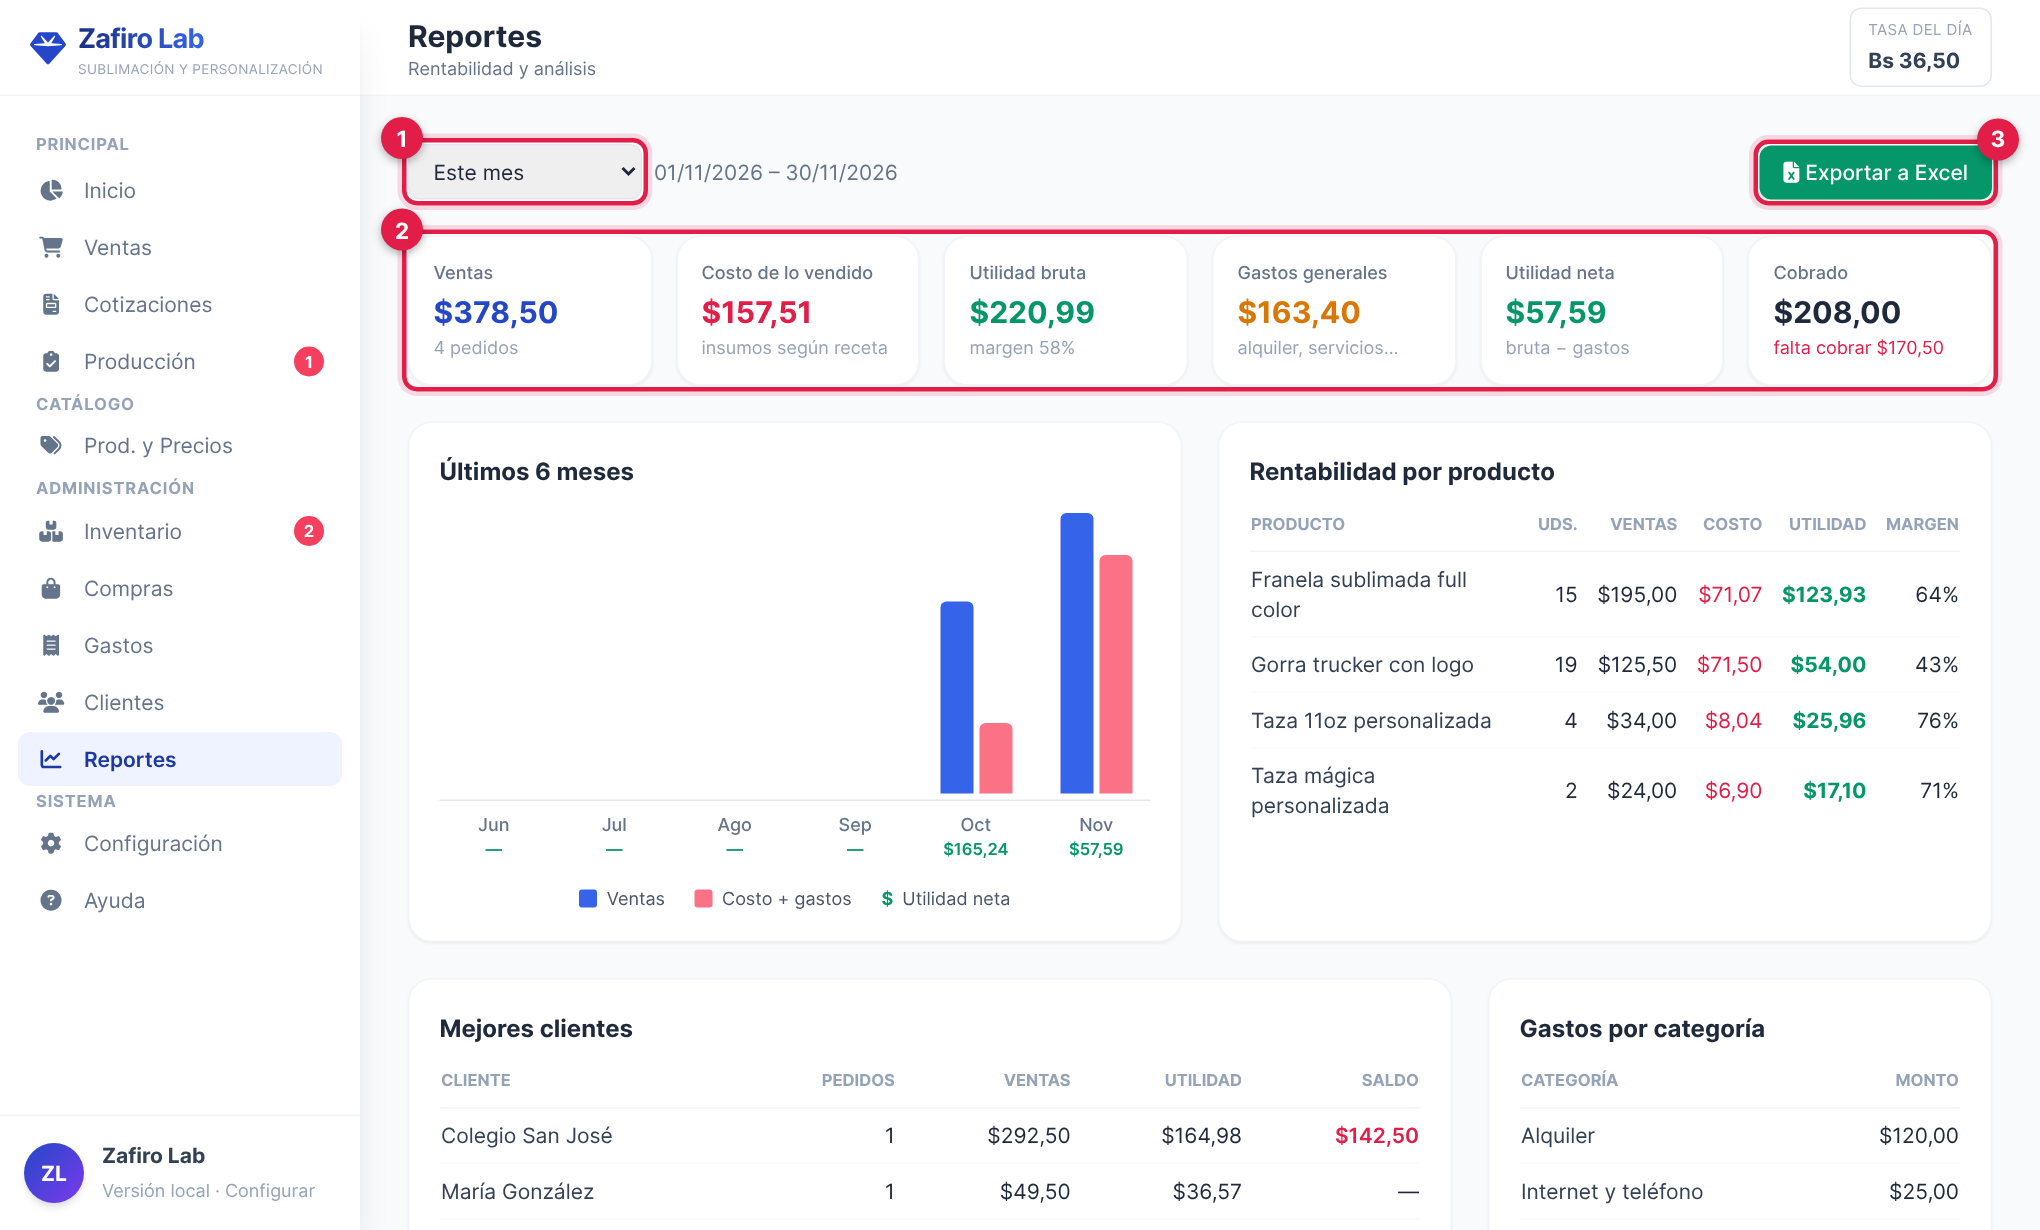 Zafiro Lab
SUBLIMACIÓN Y PERSONALIZACIÓN
PRINCIPAL
Inicio
Ventas
Cotizaciones
Producción 1
CATÁLOGO
Prod. y Precios
ADMINISTRACIÓN
Inventario 2
Compras
Gastos
Clientes
Reportes
SISTEMA
Configuración
Ayuda
ZL
Zafiro Lab
Versión local · Configurar
Reportes
Rentabilidad y análisis
TASA DEL DÍA
Bs 36,50
1
Este mes 01/11/2026 – 30/11/2026
3
Exportar a Excel
2
Ventas
$378,50
4 pedidos
Costo de lo vendido
$157,51
insumos según receta
Utilidad bruta
$220,99
margen 58%
Gastos generales
$163,40
alquiler, servicios...
Utilidad neta
$57,59
bruta – gastos
Cobrado
$208,00
falta cobrar $170,50
Últimos 6 meses
Jun Jul Ago Sep Oct Nov
— — — — $165,24 $57,59
Ventas Costo + gastos $ Utilidad neta
Rentabilidad por producto
PRODUCTO UDS. VENTAS COSTO UTILIDAD MARGEN
Franela sublimada full
color 15 $195,00 $71,07 $123,93 64%
Gorra trucker con logo 19 $125,50 $71,50 $54,00 43%
Taza 11oz personalizada 4 $34,00 $8,04 $25,96 76%
Taza mágica
personalizada 2 $24,00 $6,90 $17,10 71%
Mejores clientes
CLIENTE PEDIDOS VENTAS UTILIDAD SALDO
Colegio San José 1 $292,50 $164,98 $142,50
María González 1 $49,50 $36,57 —
Gastos por categoría
CATEGORÍA MONTO
Alquiler $120,00
Internet y teléfono $25,00